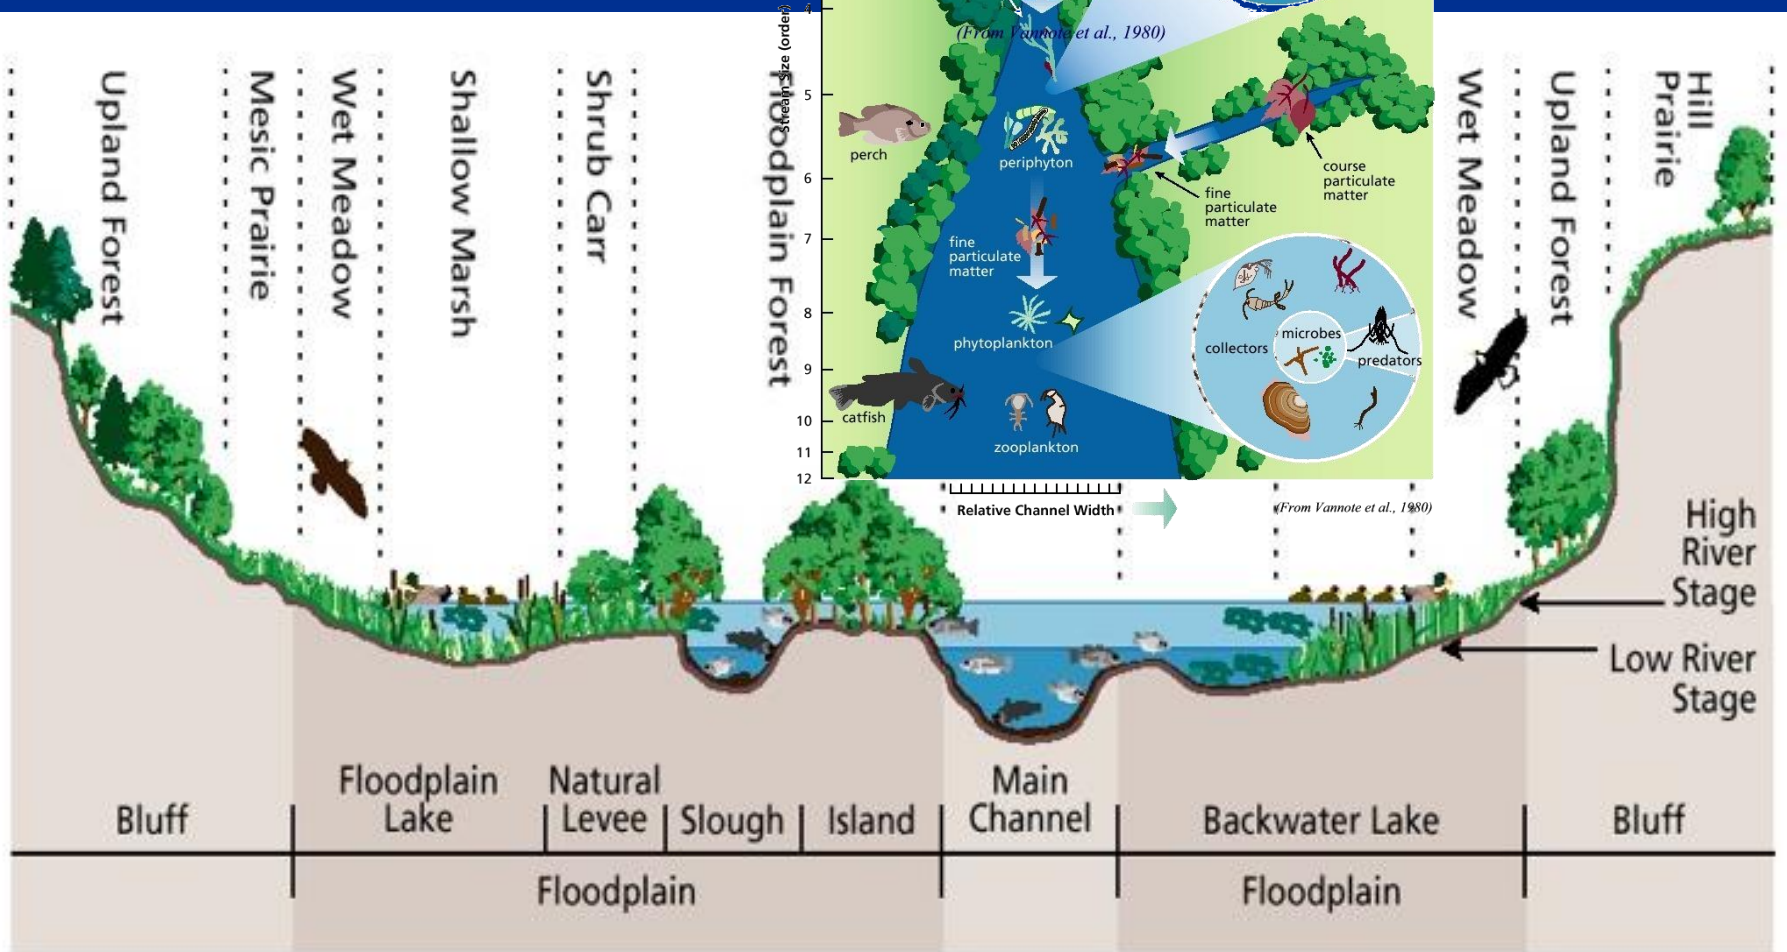 Upland Forest
Mesic Prairie
Wet Meadow
Shallow Marsh
Shrub Carr
Floodplain Forest
Stream Size (order)
4
5
6
7
8
9
10
11
12
(From Vannote et al., 1980)
perch
periphyton
course
particulate
matter
fine
particulate
matter
fine
particulate
matter
phytoplankton
collectors
microbes
predators
catfish
zooplankton
Relative Channel Width
(From Vannote et al., 1980)
Wet Meadow
Upland Forest
Hill
Prairie
High
River
Stage
Low River
Stage
Bluff
Floodplain
Lake
Natural
Levee
Slough
Island
Main
Channel
Backwater Lake
Bluff
Floodplain
Floodplain